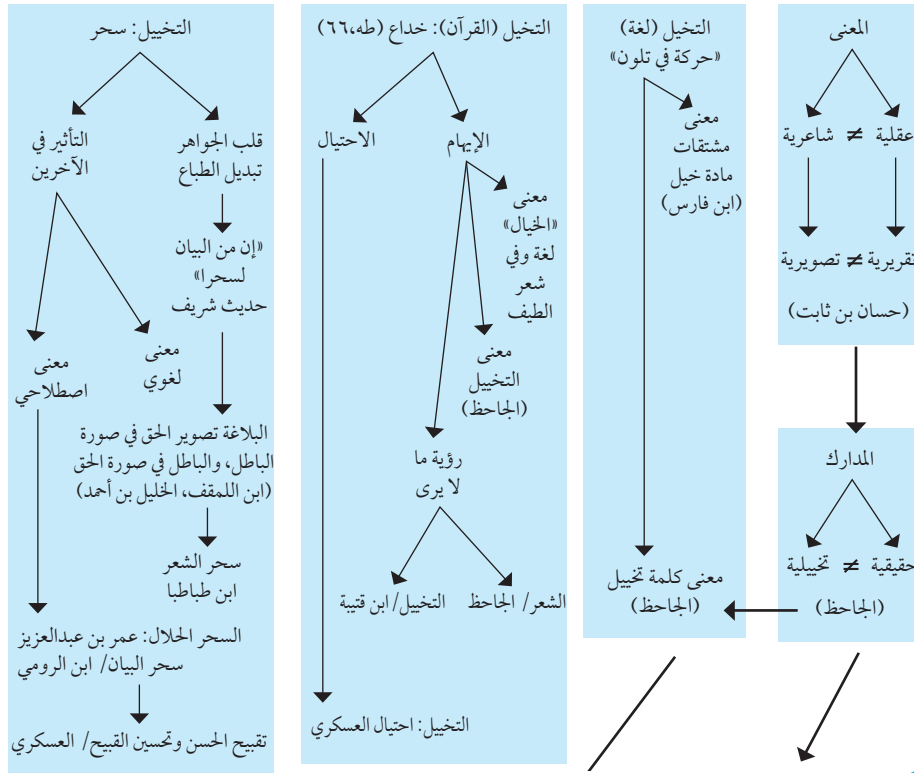 المعنى
عقلية ≠ شاعرية
تقريرية ≠ تصويرية
(حسان بن ثابت)
المدارك
حقيقية ≠ تخييلية
(الجاحظ)
التخيل (لغة)
«حركة في تلون»
معنى
مشتقات
مادة خيل
(ابن فارس)
معنى كلمة تخييل
(الجاحظ)
التخيل (القرآن): خداع (طه،٦٦)
الإيهام
الاحتيال
معنى
«الخيال»
لغة وفي
شعر
الطيف
معنى
التخييل
(الجاحظ)
رؤية ما
لا يرى
الشعر/ الجاحظ
التخييل/ ابن قتيبة
التخييل: احتيال العسكري
التخييل: سحر
قلب الجواهر
تبديل الطباع
التأثير في
الآخرين
«إن من البيان
لسحرا»
حديث شريف
معنى
لغوي
معنى
اصطلاحي
البلاغة تصوير الحق في صورة
الباطل، والباطل في صورة الحق
(ابن اللمقف، الخليل بن أحمد)
سحر الشعر
ابن طباطبا
السحر الحلال: عمر بن عبدالعزيز
سحر البيان/ ابن الرومي
تقبيح الحسن وتحسين القبيح/ العسكري